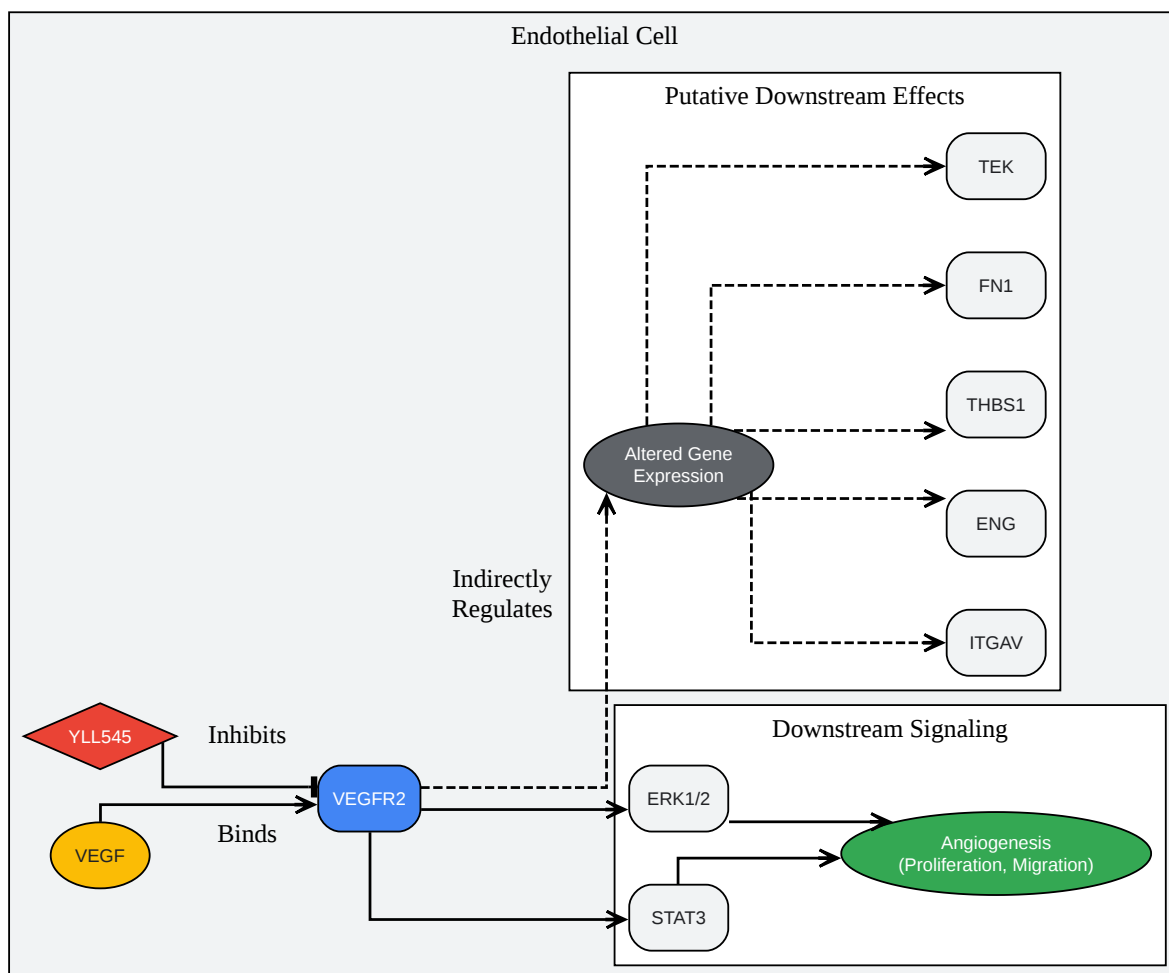 Endothelial Cell
Putative Downstream Effects
TEK
FN1
THBS1
Altered Gene
Expression
ENG
Indirectly
Regulates
ITGAV
YLL545
Inhibits
Downstream Signaling
VEGFR2
ERK1/2
Binds
VEGF
Angiogenesis
(Proliferation, Migration)
STAT3